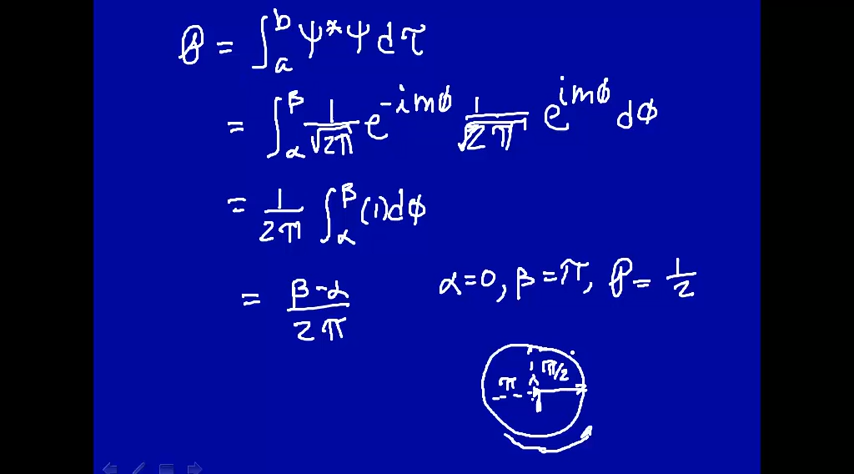 P = ∫_a^b ψ* ψ dτ
= ∫_α^β 1/√2π e^{-imϕ} 1/√2π e^{imϕ} dϕ
= 1/2π ∫_α^β (1)dϕ
= β-α/2π α=0, β=π, P= 1/2
π π/2